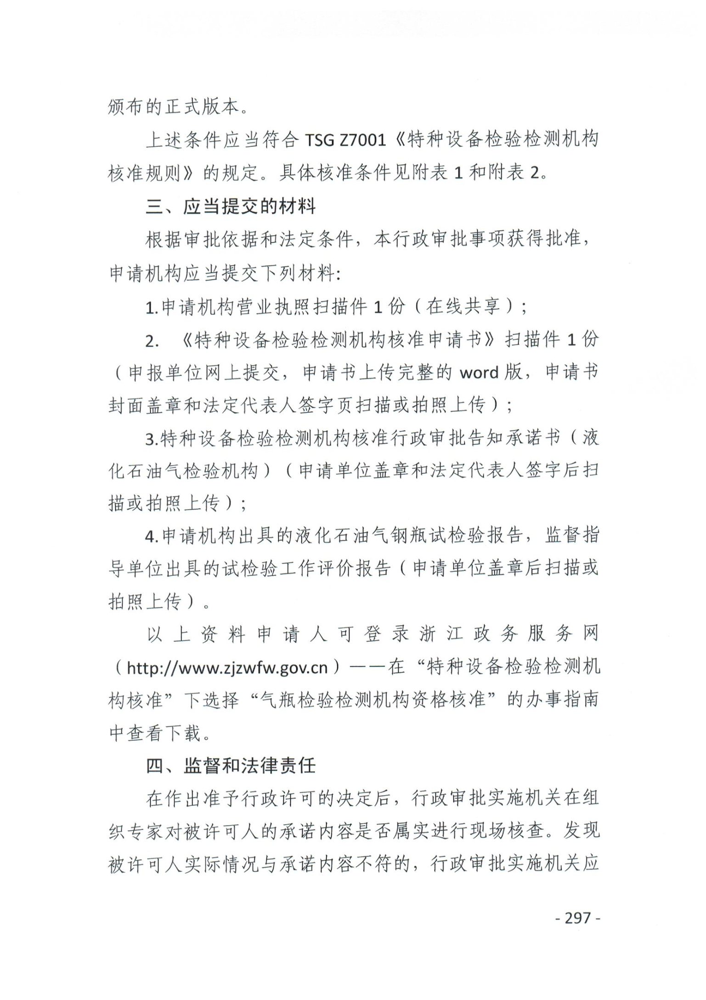 颁布的正式版本。
上述条件应当符合 TSG Z7001《特种设备检验检测机构
核准规则》的规定。具体核准条件见附表 1 和附表 2。
三、应当提交的材料
根据审批依据和法定条件，本行政审批事项获得批准，
申请机构应当提交下列材料：
1.申请机构营业执照扫描件 1 份（在线共享）；
2. 《特种设备检验检测机构核准申请书》扫描件 1 份
（申报单位网上提交，申请书上传完整的 word 版，申请书
封面盖章和法定代表人签字页扫描或拍照上传）；
3.特种设备检验检测机构核准行政审批告知承诺书（液
化石油气检验机构）（申请单位盖章和法定代表人签字后扫
描或拍照上传）；
4.申请机构出具的液化石油气钢瓶试检验报告，监督指
导单位出具的试检验工作评价报告（申请单位盖章后扫描或
拍照上传）。
以上资料申请人可登录浙江政务服务网
（http://www.zjzwfw.gov.cn）——在“特种设备检验检测机
构核准”下选择“气瓶检验检测机构资格核准”的办事指南
中查看下载。
四、监督和法律责任
在作出准予行政许可的决定后，行政审批实施机关在组
织专家对被许可人的承诺内容是否属实进行现场核查。发现
被许可人实际情况与承诺内容不符的，行政审批实施机关应
- 297 -